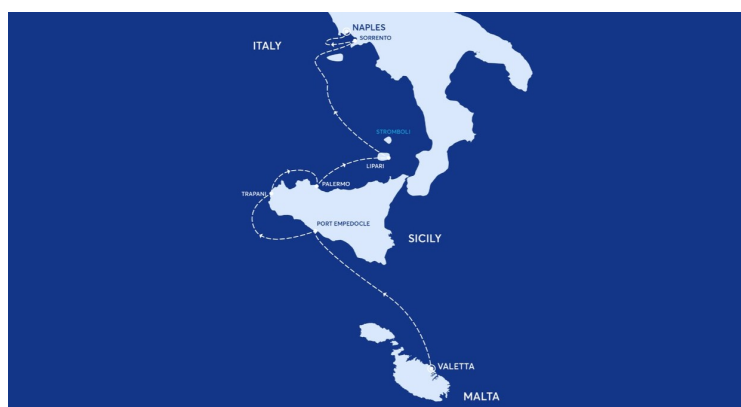 NAPLES
SORRENTO
ITALY
STROMBOLI
LIPARI
PALERMO
TRAPANI
PORT EMPEDOCLE
SICILY
VALETTA
MALTA